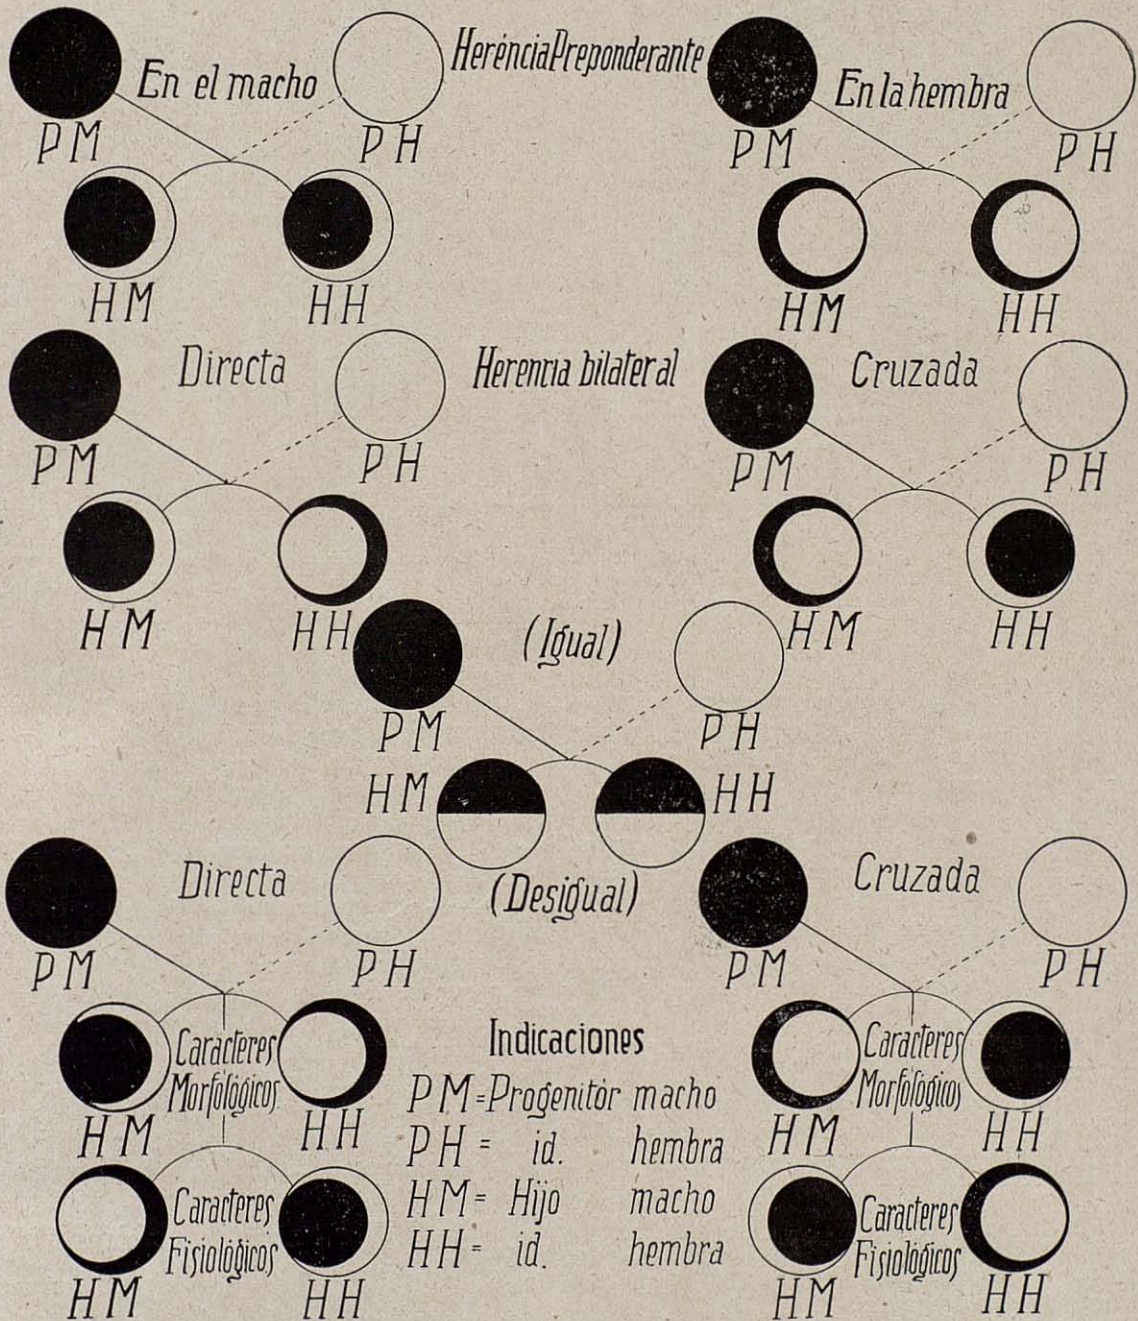 Heréncia Preponderante
En el macho
En la hembra
PM
PH
PM
PH
HM
HH
HM
HH
Directa
Herencia bilateral
Cruzada
PM
PH
PM
PH
HM
HH
HM
HH
(Igual)
PM
PH
HM
HH
Directa
(Desigual)
Cruzada
PM
PH
PM
PH
Caracteres
Morfológicos
HM
HH
Caracteres
Morfológicos
HM
HH
Caracteres
Fisiológicos
HM
HH
Caracteres
Fisiológicos
HM
HH
Indicaciones
PM=Progenitor macho
PH= id. hembra
HM= Hijo macho
HH= id. hembra